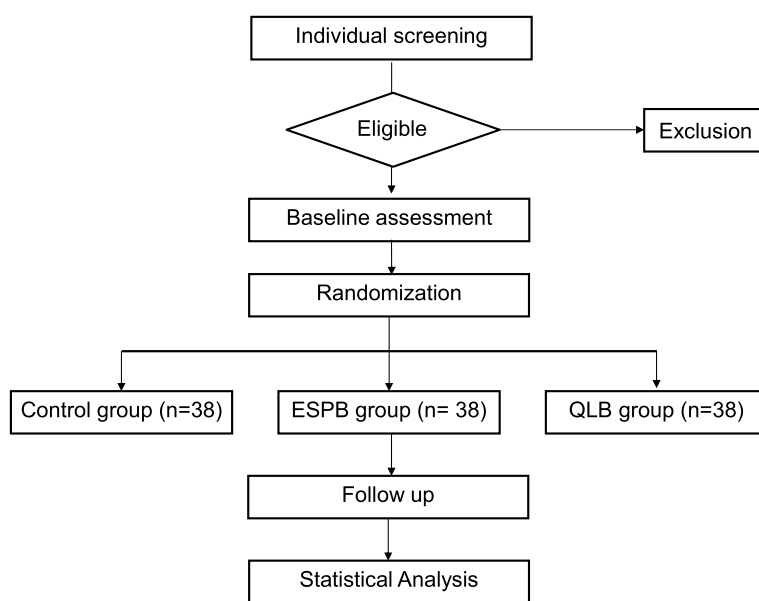 Individual screening
Eligible
Exclusion
Baseline assessment
Randomization
Control group (n=38)
ESPB group (n= 38)
QLB group (n=38)
Follow up
Statistical Analysis